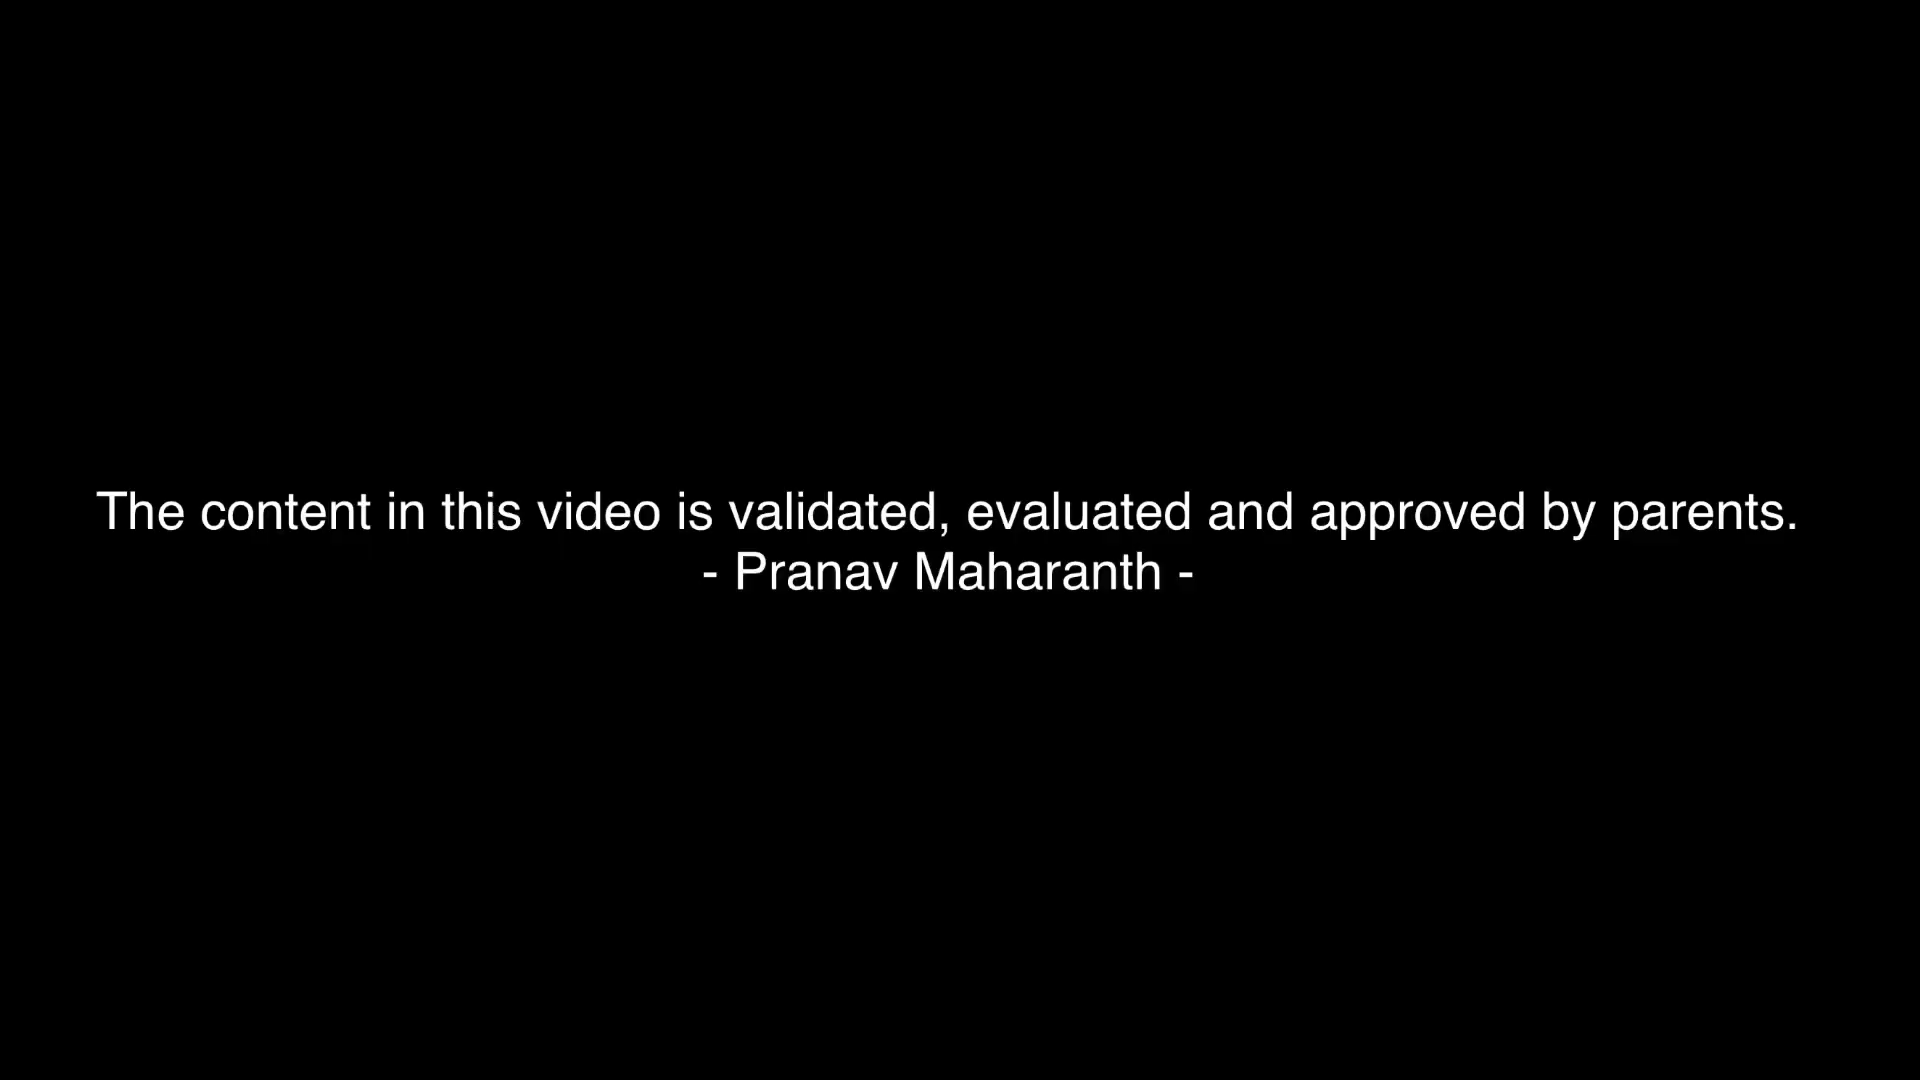 The content in this video is validated, evaluated and approved by parents.
- Pranav Maharanth -